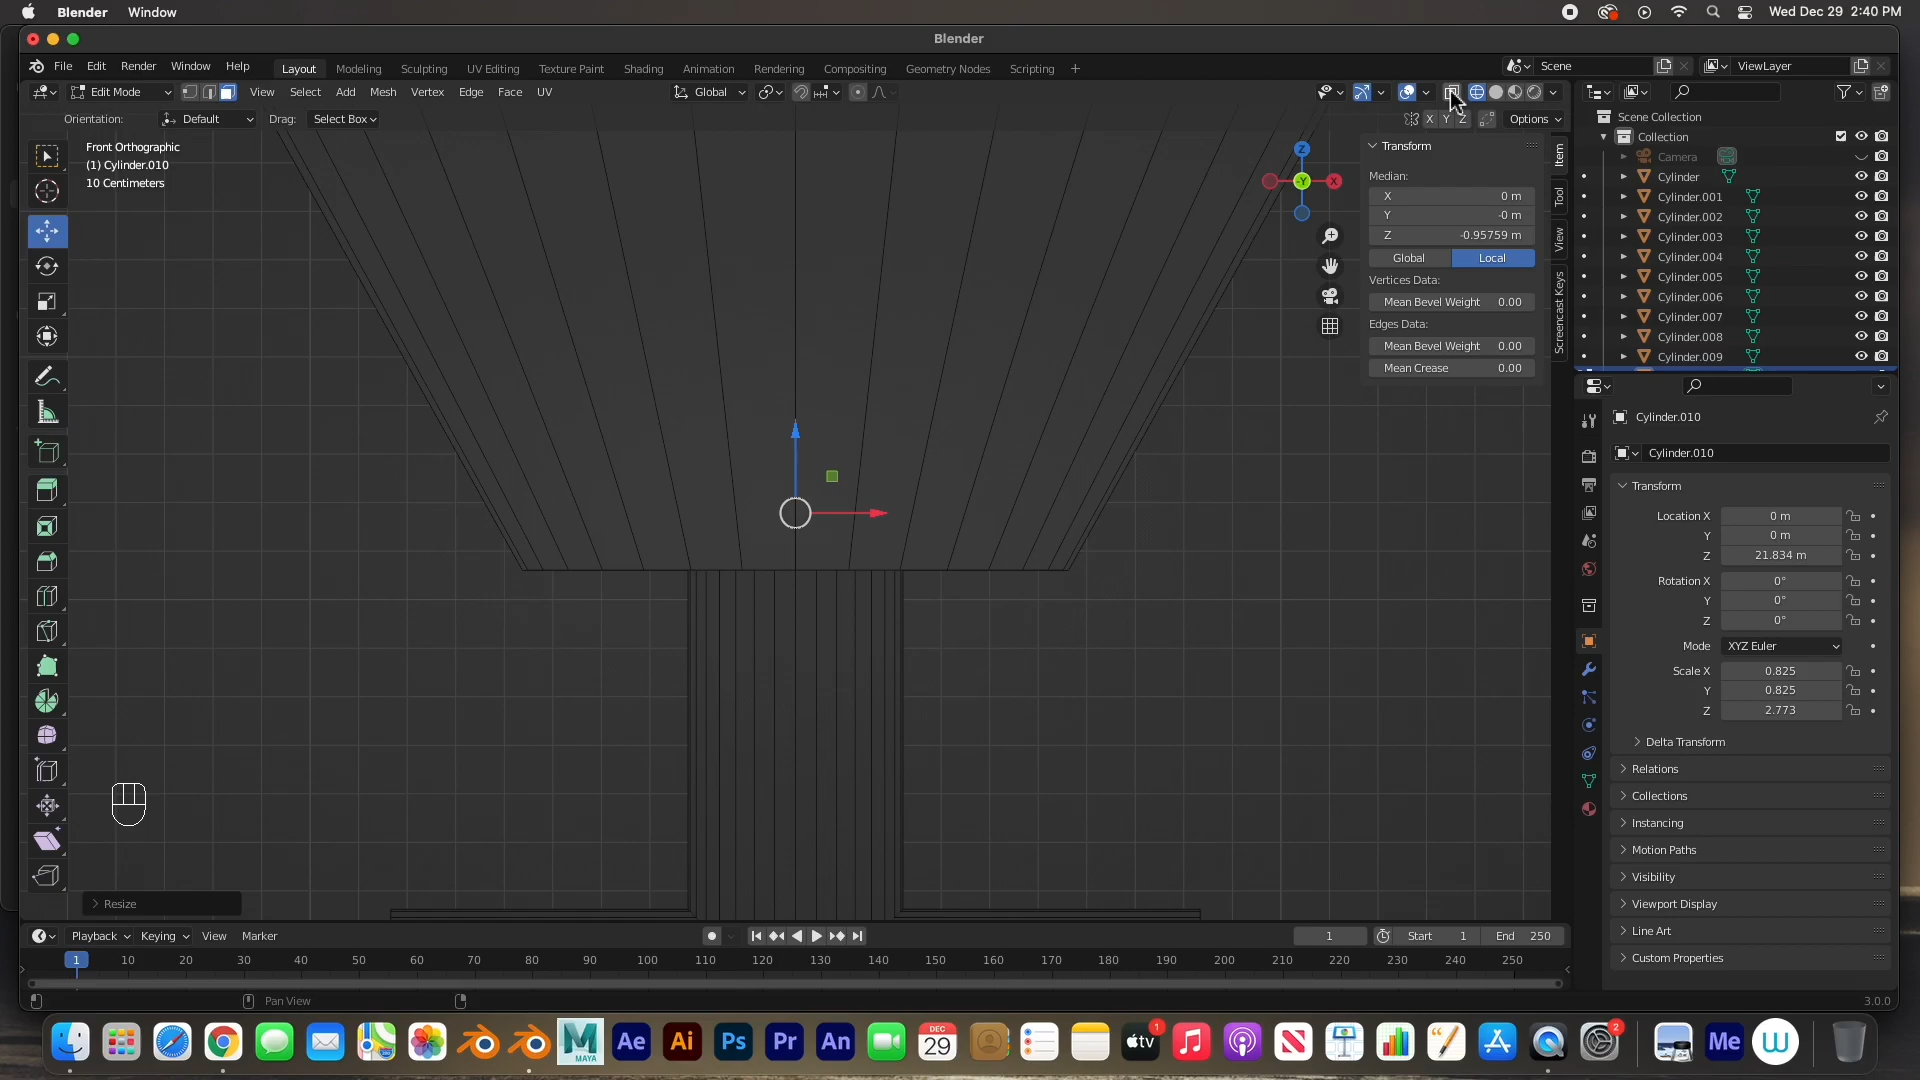 Blender Window Wed Dec 29 2:40 PM
Blender
File Edit Render Window Help Layout Modeling Sculpting UV Editing Texture Paint Shading Animation Rendering Compositing Geometry Nodes Scripting + Scene ViewLayer
Edit Mode View Select Add Mesh Vertex Edge Face UV Global
Orientation: Default Drag: Select Box X Y Z Options
Front Orthographic
(1) Cylinder.010
10 Centimeters
Z
-Y
X
Transform
Median:
X 0 m
Y -0 m
Z -0.95759 m
Global Local
Vertices Data:
Mean Bevel Weight 0.00
Edges Data:
Mean Bevel Weight 0.00
Mean Crease 0.00
Item
Tool
View
Screencast Keys
Scene Collection
Collection
Camera
Cylinder
Cylinder.001
Cylinder.002
Cylinder.003
Cylinder.004
Cylinder.005
Cylinder.006
Cylinder.007
Cylinder.008
Cylinder.009
Cylinder.010
Cylinder.010
Transform
Location X 0 m
Y 0 m
Z 21.834 m
Rotation X 0°
Y 0°
Z 0°
Mode XYZ Euler
Scale X 0.825
Y 0.825
Z 2.773
Delta Transform
Relations
Collections
Instancing
Motion Paths
Visibility
Viewport Display
Line Art
Custom Properties
Resize
Playback Keying View Marker 1 Start 1 End 250
1 10 20 30 40 50 60 70 80 90 100 110 120 130 140 150 160 170 180 190 200 210 220 230 240 250
Pan View 3.0.0
MAYA Ae Ai Ps Pr An DEC 29 tv 1 2 Me W